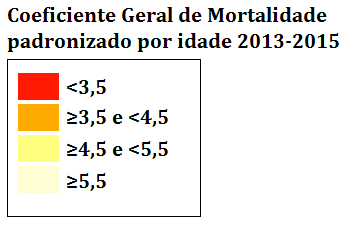 Coeficiente Geral de Mortalidade
padronizado por idade 2013-2015
<3,5
≥3,5 e <4,5
≥4,5 e <5,5
≥5,5